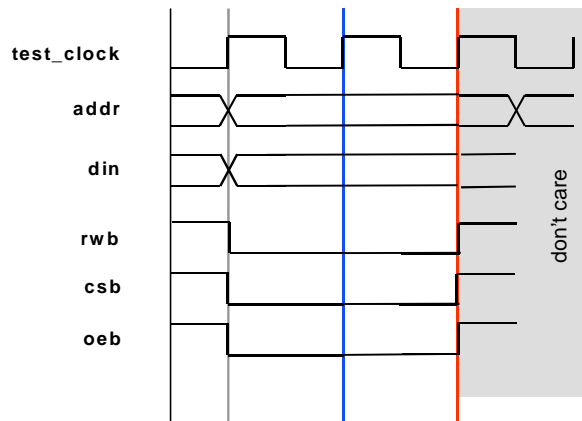 test_clock
addr
din
rwb
csb
oeb
don't care